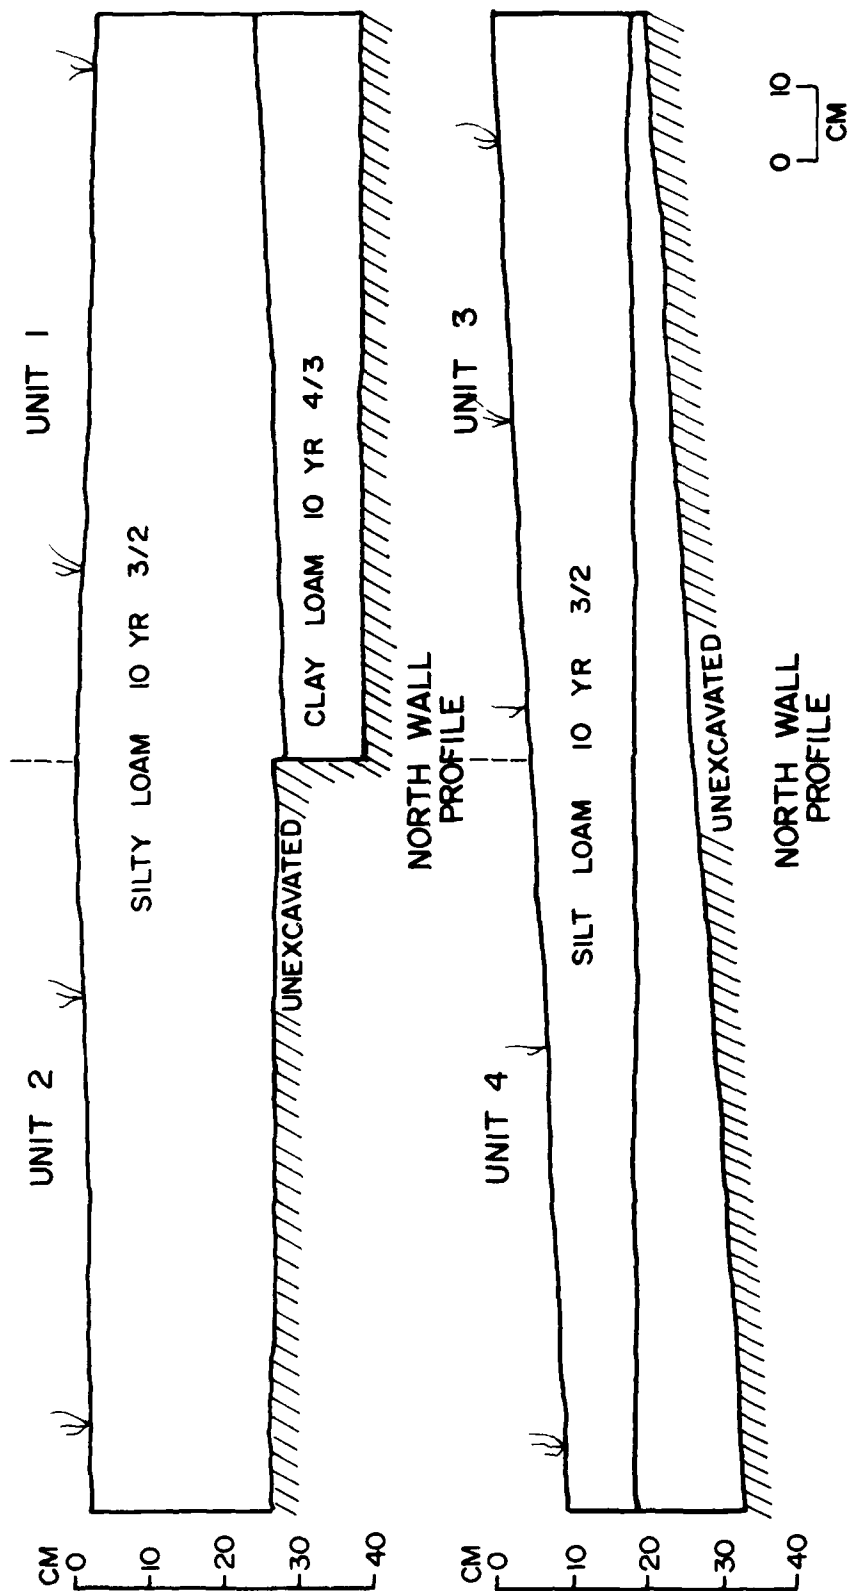 UNIT 2
UNIT 1
CM
0
10
20
30
40
SILTY LOAM 10 YR 3/2
CLAY LOAM 10 YR 4/3
UNEXCAVATED
NORTH WALL
PROFILE
UNIT 4
UNIT 3
CM
0
10
20
30
40
SILT LOAM 10 YR 3/2
UNEXCAVATED
NORTH WALL
PROFILE
0 10
CM